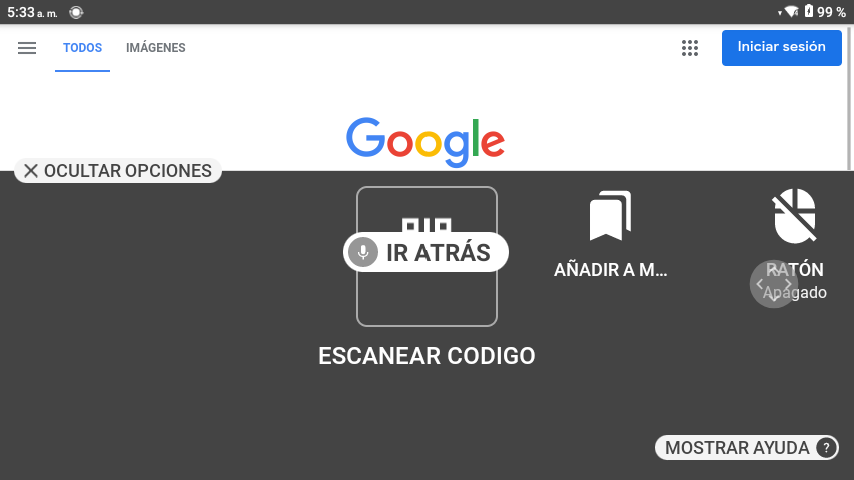 5:33 a. m.
99 %
TODOS
IMÁGENES
Iniciar sesión
Google
OCULTAR OPCIONES
IR ATRÁS
AÑADIR A M...
RATÓN
Apagado
ESCANEAR CODIGO
MOSTRAR AYUDA ?